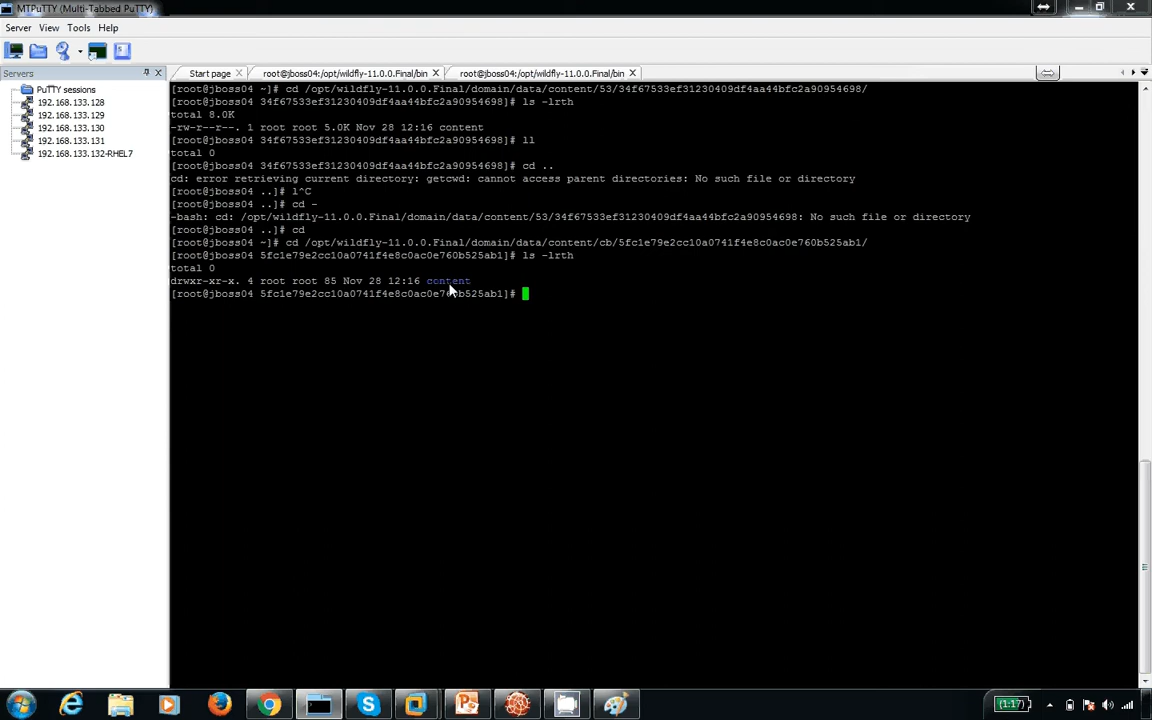 MTPuTTY (Multi-Tabbed PuTTY)
Server View Tools Help
Servers
PuTTY sessions
192.168.133.128
192.168.133.129
192.168.133.130
192.168.133.131
192.168.133.132-RHEL7
Start page root@jboss04:/opt/wildfly-11.0.0.Final/bin root@jboss04:/opt/wildfly-11.0.0.Final/bin
[root@jboss04 ~]# cd /opt/wildfly-11.0.0.Final/domain/data/content/53/34f67533ef31230409df4aa44bfc2a90954698/
[root@jboss04 34f67533ef31230409df4aa44bfc2a90954698]# ls -lrth
total 8.0K
-rw-r--r--. 1 root root 5.0K Nov 28 12:16 content
[root@jboss04 34f67533ef31230409df4aa44bfc2a90954698]# ll
total 0
[root@jboss04 34f67533ef31230409df4aa44bfc2a90954698]# cd ..
cd: error retrieving current directory: getcwd: cannot access parent directories: No such file or directory
[root@jboss04 ..]# l^C
[root@jboss04 ..]# cd -
-bash: cd: /opt/wildfly-11.0.0.Final/domain/data/content/53/34f67533ef31230409df4aa44bfc2a90954698: No such file or directory
[root@jboss04 ..]# cd
[root@jboss04 ~]# cd /opt/wildfly-11.0.0.Final/domain/data/content/cb/5fc1e79e2cc10a0741f4e8c0ac0e760b525ab1/
[root@jboss04 5fc1e79e2cc10a0741f4e8c0ac0e760b525ab1]# ls -lrth
total 0
drwxr-xr-x. 4 root root 85 Nov 28 12:16 content
[root@jboss04 5fc1e79e2cc10a0741f4e8c0ac0e760b525ab1]#
(1:17)